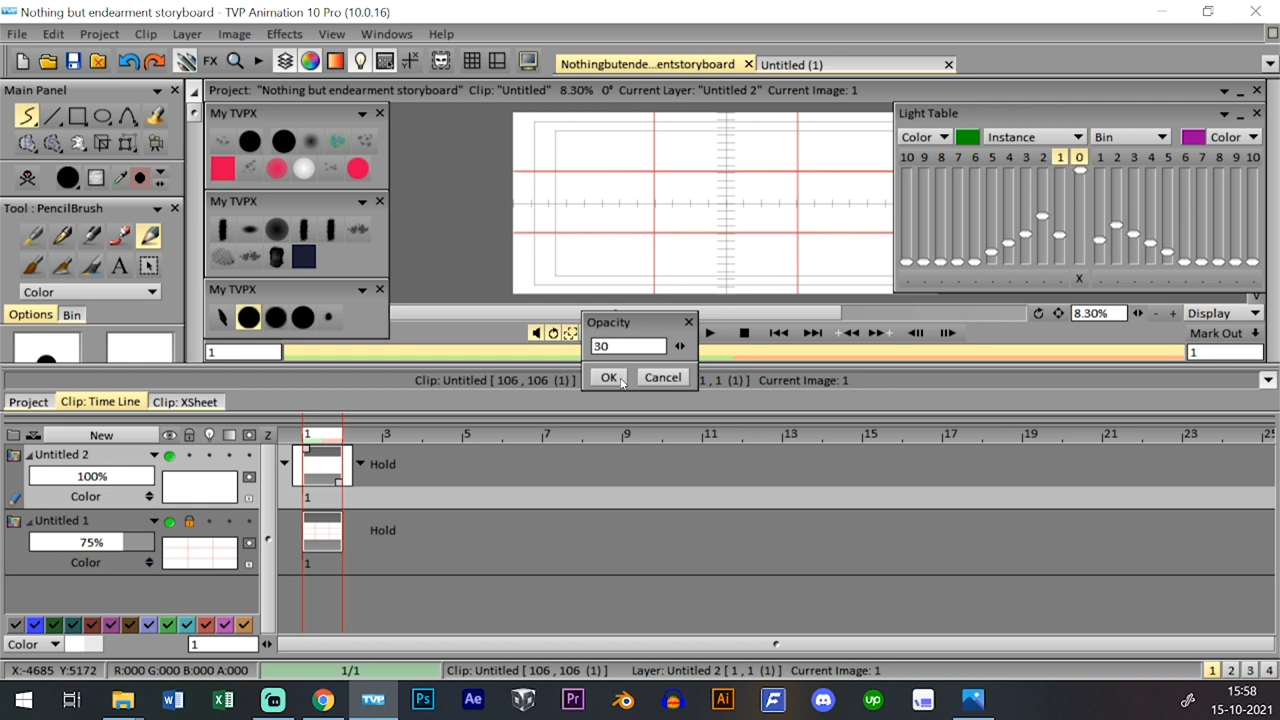 Nothing but endearment storyboard - TVP Animation 10 Pro (10.0.16)
File Edit Project Clip Layer Image Effects View Windows Help
FX Nothingbutende...entstoryboard Untitled (1)
Main Panel
Project: "Nothing but endearment storyboard" Clip: "Untitled" 8.30% 0° Current Layer: "Untitled 2" Current Image: 1
My TVPX
Light Table
Color Instance Bin Color
10 9 8 7 6 5 4 3 2 1 0 1 2 3 4 5 6 7 8 9 10
My TVPX
Tool: PencilBrush
X
My TVPX
Color
Options Bin
8.30% Display
Opacity
30
OK Cancel
Mark Out
1
1
Clip: Untitled [ 106 , 106 (1) ] 1 , 1 (1) ] Current Image: 1
Project Clip: Time Line Clip: XSheet
New Z 1 3 5 7 9 11 13 15 17 19 21 23 25
Untitled 2
100%
Color
Hold
1
Untitled 1
75%
Color
Hold
1
Color 1
X:-4685 Y:5172 R:000 G:000 B:000 A:000 1/1 Clip: Untitled [ 106 , 106 (1) ] Layer: Untitled 2 [ 1 , 1 (1) ] Current Image: 1 1 2 3 4
TVP Ps Ae Pr Ai up
15:58
15-10-2021